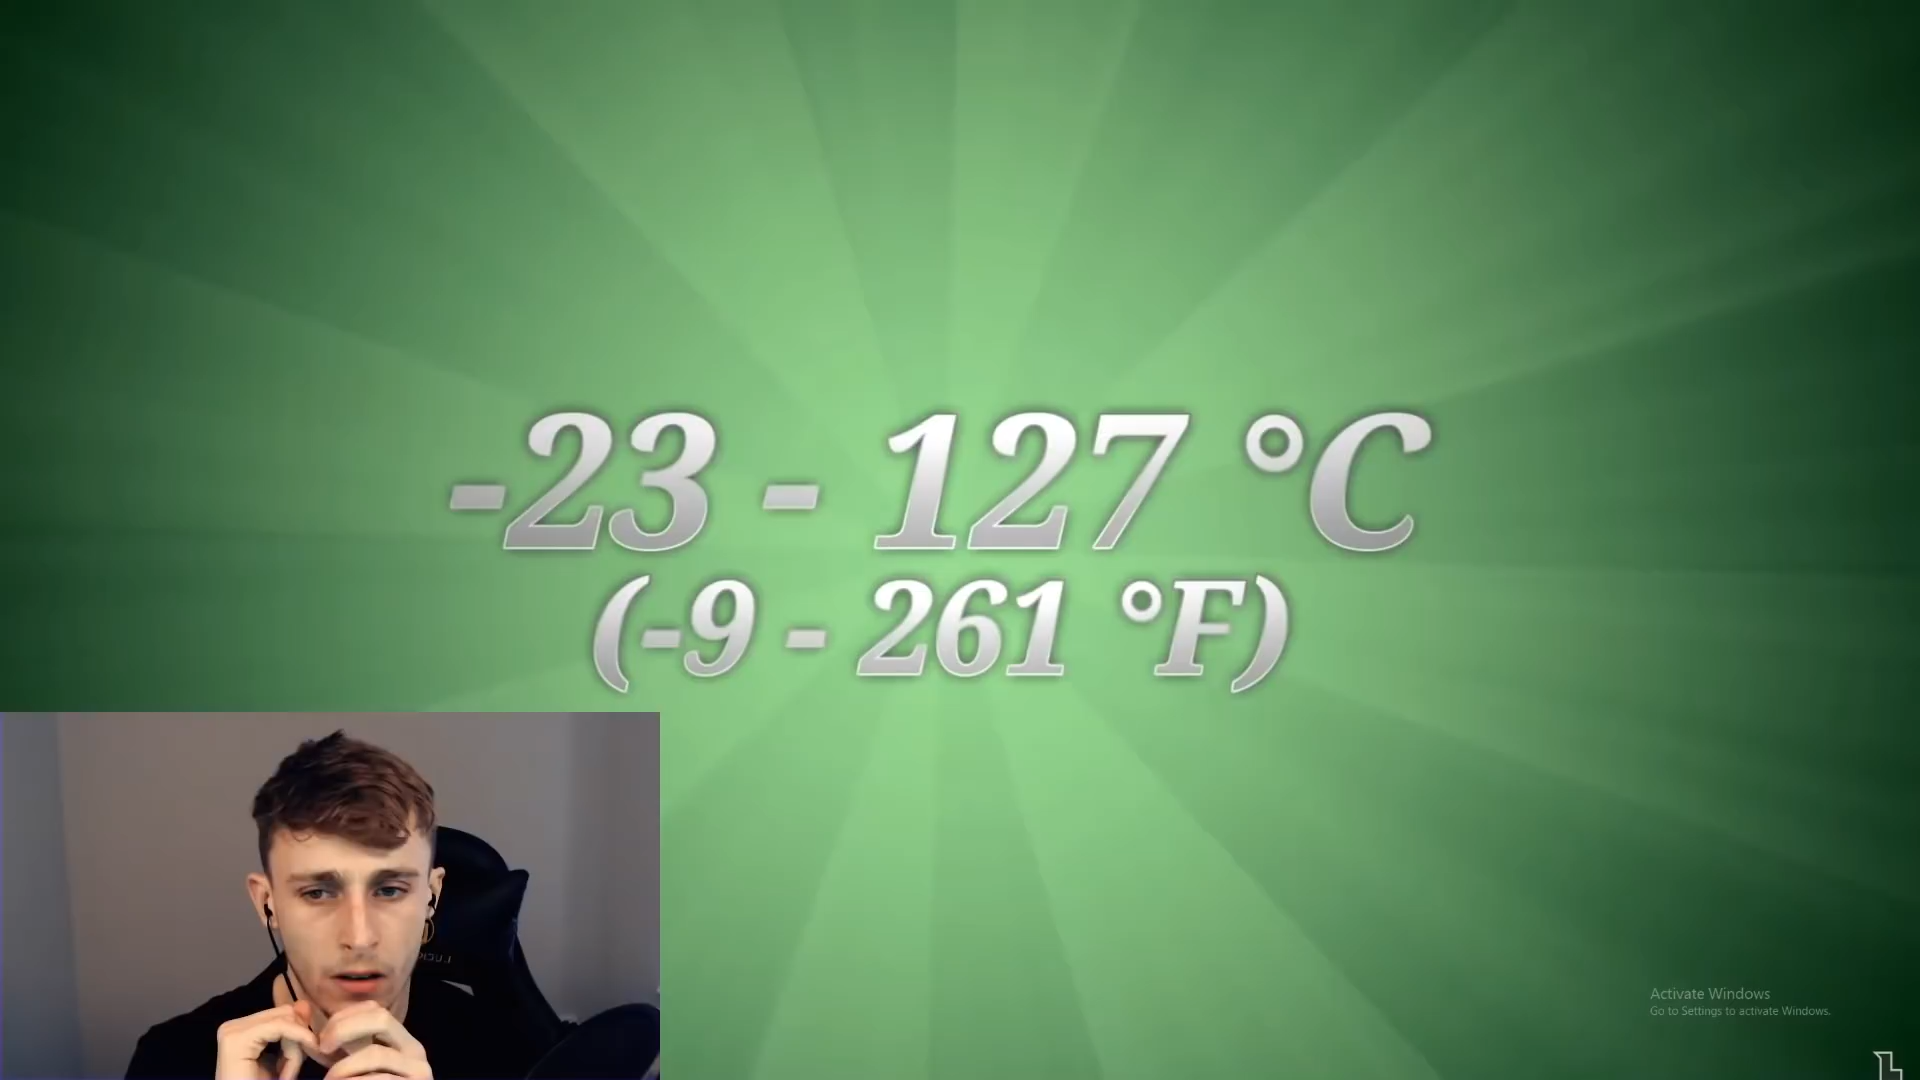 -23 - 127 °C
(-9 - 261 °F)
Activate Windows
Go to Settings to activate Windows.